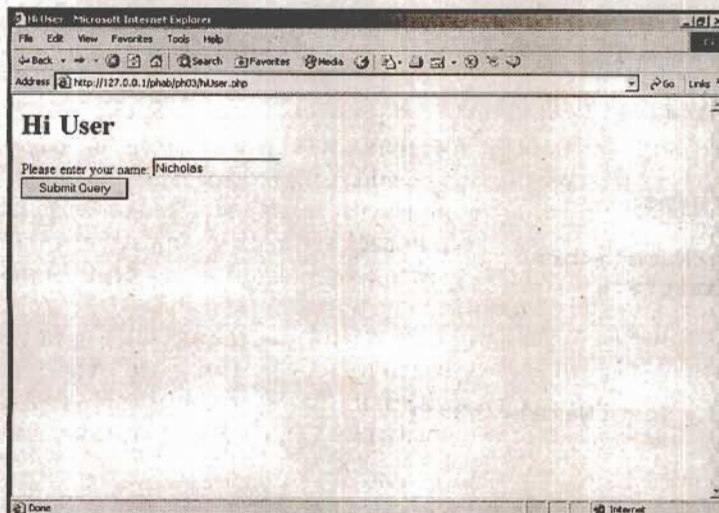 Hi User - Microsoft Internet Explorer
File Edit View Favorites Tools Help
Back Search Favorites Media
Address http://127.0.0.1/phab/ph03/hiUser.php Go Links
Hi User
Please enter your name: Nicholas
Submit Query
Done Internet